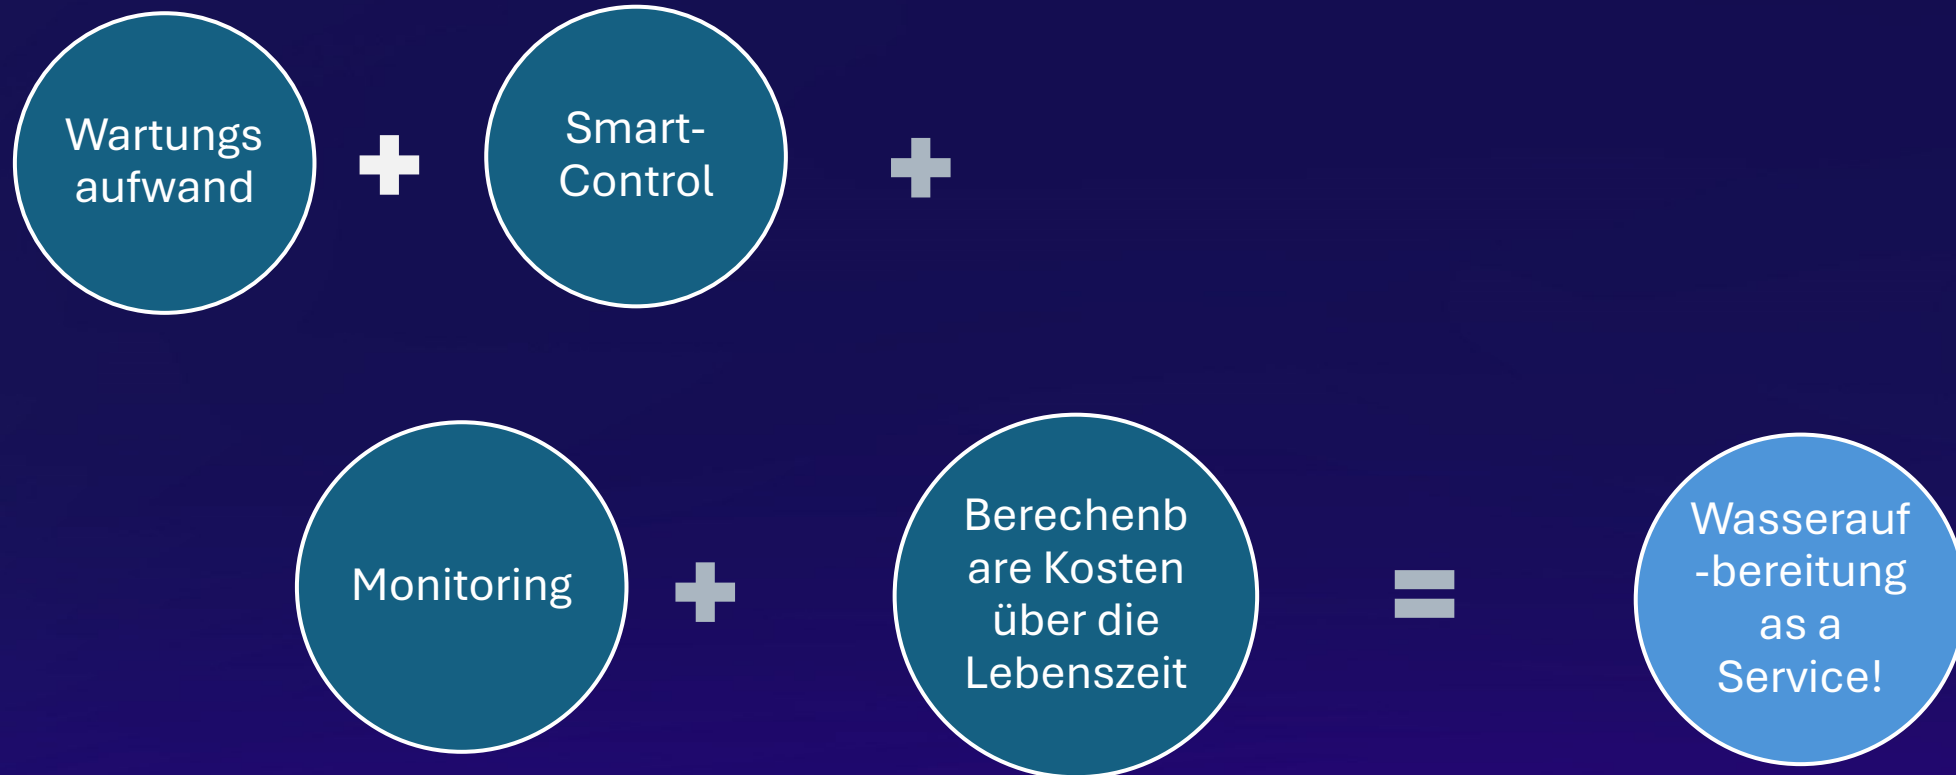 Wartungs
aufwand
Smart-
Control
Monitoring
Berechenb
are Kosten
über die
Lebenszeit
Wasserauf
-bereitung
as a
Service!